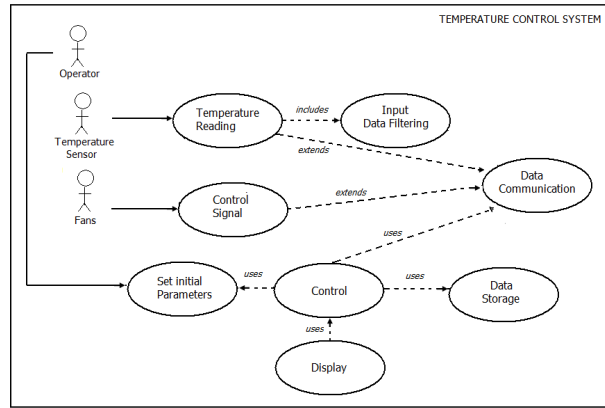 TEMPERATURE CONTROL SYSTEM
Operator
Temperature
Sensor
Temperature
Reading
includes
Input
Data Filtering
extends
Data
Communication
Fans
Control
Signal
extends
uses
Set initial
Parameters
uses
Control
uses
Data
Storage
uses
Display